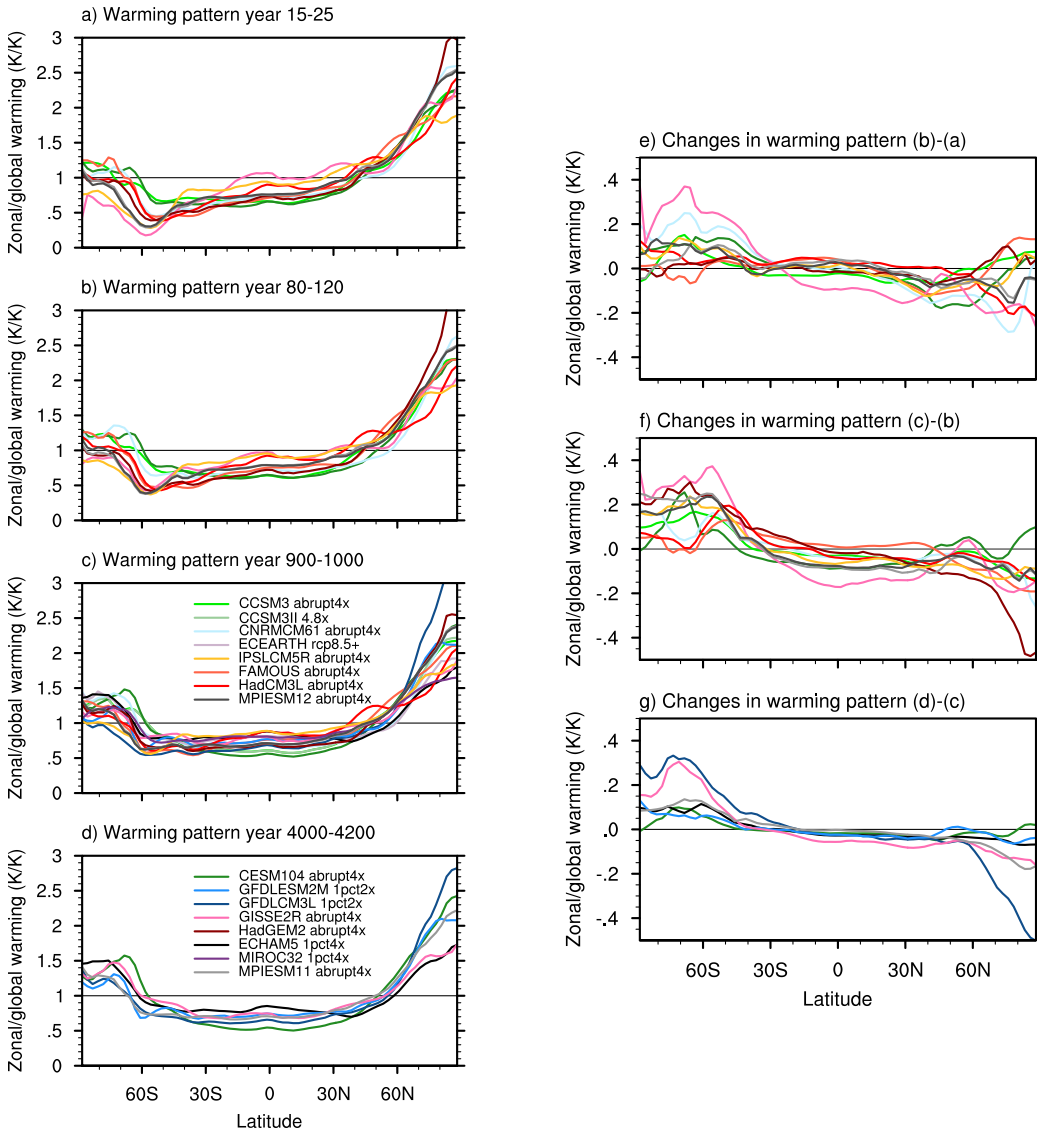 a) Warming pattern year 15-25
Zonal/global warming (K/K)
3
2.5
2
1.5
1
.5
0
b) Warming pattern year 80-120
Zonal/global warming (K/K)
3
2.5
2
1.5
1
.5
0
c) Warming pattern year 900-1000
Zonal/global warming (K/K
3
2.5
2
1.5
1
.5
0
CCSM3 abrupt4x
CCSM3II 4.8x
CNRMCM61 abrupt4x
ECEARTH rcp8.5+
IPSLCM5R abrupt4x
FAMOUS abrupt4x
HadCM3L abrupt4x
MPIESM12 abrupt4x
d) Warming pattern year 4000-4200
Zonal/global warming (K/K)
3
2.5
2
1.5
1
.5
0
CESM104 abrupt4x
GFDLESM2M 1pct2x
GFDLCM3L 1pct2x
GISSE2R abrupt4x
HadGEM2 abrupt4x
ECHAM5 1pct4x
MIROC32 1pct4x
MPIESM11 abrupt4x
60S 30S 0 30N 60N
Latitude
e) Changes in warming pattern (b)-(a)
Zonal/global warming (K/K)
.4
.2
.0
-.2
-.4
f) Changes in warming pattern (c)-(b)
Zonal/global warming (K/K)
.4
.2
.0
-.2
-.4
g) Changes in warming pattern (d)-(c)
Zonal/global warming (K/K)
.4
.2
.0
-.2
-.4
60S 30S 0 30N 60N
Latitude